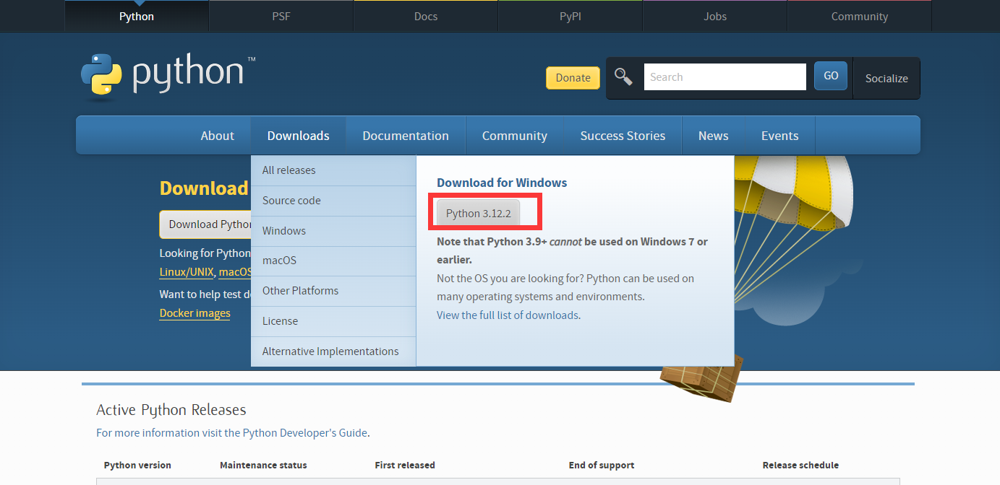 Python
PSF
Docs
PyPI
Jobs
Community
python™
Donate
Search
GO
Socialize
About
Downloads
Documentation
Community
Success Stories
News
Events
Download
Download Python
Looking for Python
Linux/UNIX, macOS
Want to help test
Docker images
All releases
Source code
Windows
macOS
Other Platforms
License
Alternative Implementations
Download for Windows
Python 3.12.2
Note that Python 3.9+ cannot be used on Windows 7 or
earlier.
Not the OS you are looking for? Python can be used on
many operating systems and environments.
View the full list of downloads.
Active Python Releases
For more information visit the Python Developer's Guide.
Python version
Maintenance status
First released
End of support
Release schedule